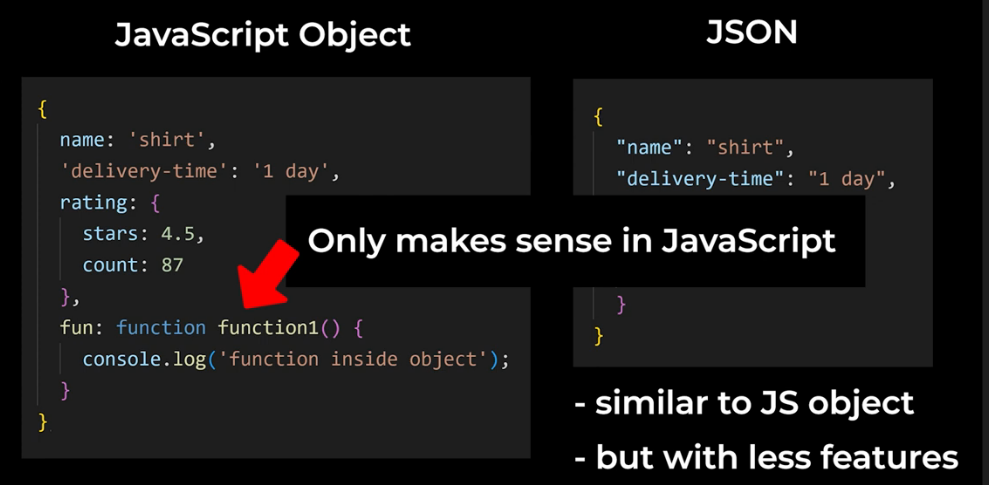 JavaScript Object
{
name: 'shirt',
'delivery-time': '1 day',
rating: {
stars: 4.5,
count: 87
},
fun: function function1() {
console.log('function inside object');
}
}
Only makes sense in JavaScript
JSON
{
"name": "shirt",
"delivery-time": "1 day",
}
}
- similar to JS object
- but with less features